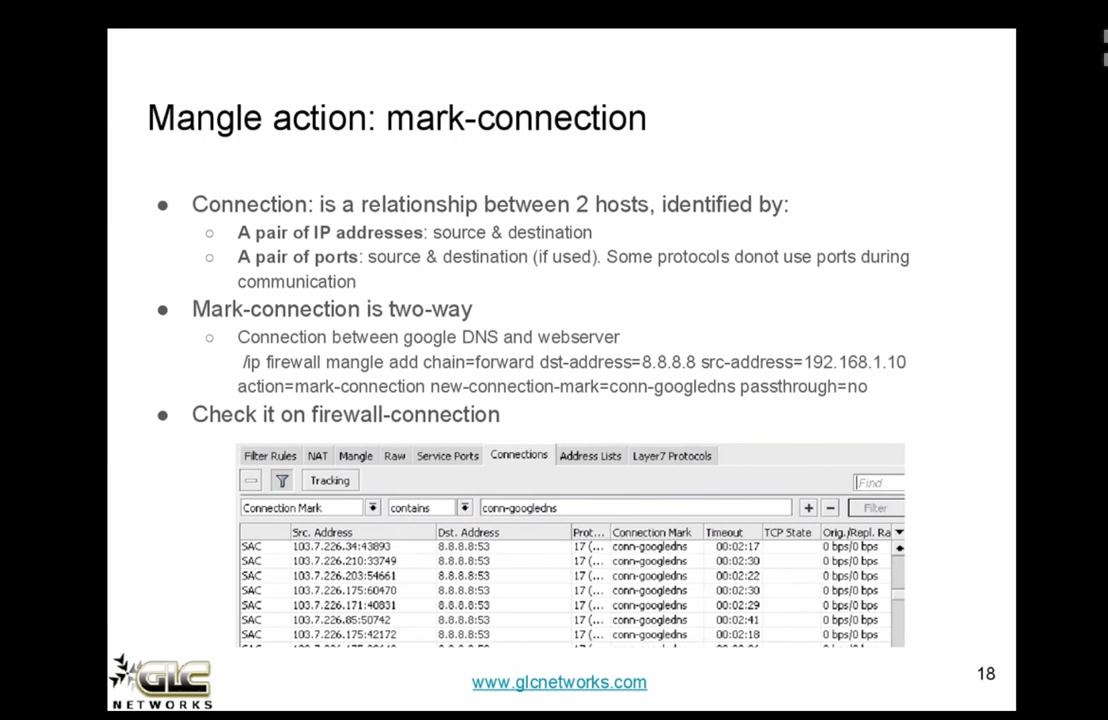 Mangle action: mark-connection
● Connection: is a relationship between 2 hosts, identified by:
○ A pair of IP addresses: source & destination
○ A pair of ports: source & destination (if used). Some protocols donot use ports during
communication
● Mark-connection is two-way
○ Connection between google DNS and webserver
/ip firewall mangle add chain=forward dst-address=8.8.8.8 src-address=192.168.1.10
action=mark-connection new-connection-mark=conn-googledns passthrough=no
● Check it on firewall-connection
Filter Rules NAT Mangle Raw Service Ports Connections Address Lists Layer7 Protocols
Tracking Find
Connection Mark contains conn-googledns + − Filter
Src. Address Dst. Address Prot... Connection Mark Timeout TCP State Orig./Repl. Ra
SAC 103.7.226.34:43893 8.8.8.8:53 17 (... conn-googledns 00:02:17 0 bps/0 bps
SAC 103.7.226.210:33749 8.8.8.8:53 17 (... conn-googledns 00:02:30 0 bps/0 bps
SAC 103.7.226.203:54661 8.8.8.8:53 17 (... conn-googledns 00:02:22 0 bps/0 bps
SAC 103.7.226.175:60470 8.8.8.8:53 17 (... conn-googledns 00:02:30 0 bps/0 bps
SAC 103.7.226.171:40831 8.8.8.8:53 17 (... conn-googledns 00:02:29 0 bps/0 bps
SAC 103.7.226.85:50742 8.8.8.8:53 17 (... conn-googledns 00:02:41 0 bps/0 bps
SAC 103.7.226.175:42172 8.8.8.8:53 17 (... conn-googledns 00:02:18 0 bps/0 bps
GLC
NETWORKS
www.glcnetworks.com
18